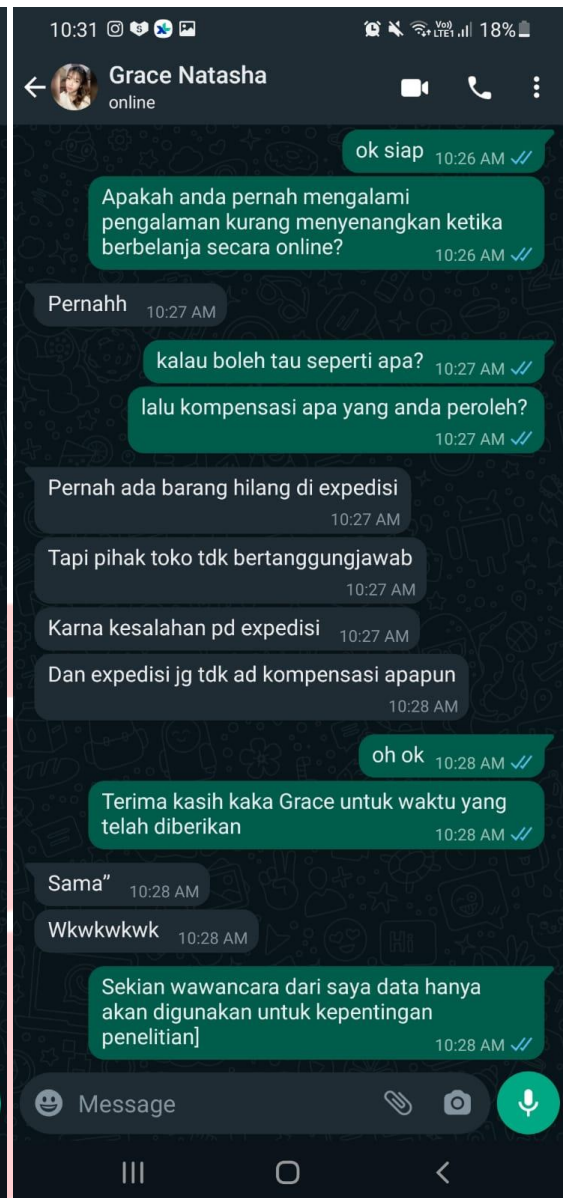 10:31
18%
Grace Natasha
online
ok siap 10:26 AM
Apakah anda pernah mengalami
pengalaman kurang menyenangkan ketika
berbelanja secara online?
10:26 AM
Pernahh 10:27 AM
kalau boleh tau seperti apa? 10:27 AM
lalu kompensasi apa yang anda peroleh?
10:27 AM
Pernah ada barang hilang di expedisi
10:27 AM
Tapi pihak toko tdk bertanggungjawab
10:27 AM
Karna kesalahan pd expedisi 10:27 AM
Dan expedisi jg tdk ad kompensasi apapun
10:28 AM
oh ok 10:28 AM
Terima kasih kaka Grace untuk waktu yang
telah diberikan
10:28 AM
Sama” 10:28 AM
Wkwkwkwk 10:28 AM
Sekian wawancara dari saya data hanya
akan digunakan untuk kepentingan
penelitian]
10:28 AM
Message